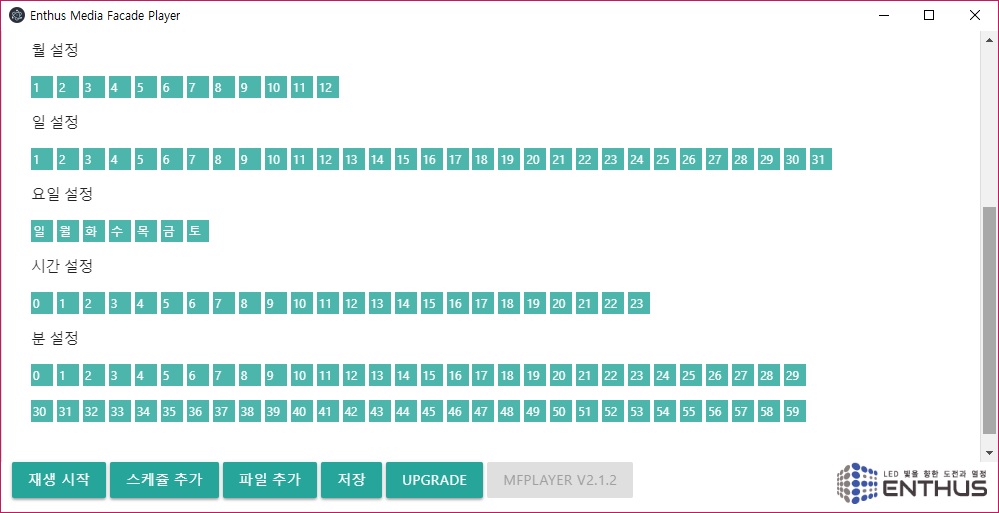 Enthus Media Facade Player
월 설정
1 2 3 4 5 6 7 8 9 10 11 12
일 설정
1 2 3 4 5 6 7 8 9 10 11 12 13 14 15 16 17 18 19 20 21 22 23 24 25 26 27 28 29 30 31
요일 설정
일 월 화 수 목 금 토
시간 설정
0 1 2 3 4 5 6 7 8 9 10 11 12 13 14 15 16 17 18 19 20 21 22 23
분 설정
0 1 2 3 4 5 6 7 8 9 10 11 12 13 14 15 16 17 18 19 20 21 22 23 24 25 26 27 28 29
30 31 32 33 34 35 36 37 38 39 40 41 42 43 44 45 46 47 48 49 50 51 52 53 54 55 56 57 58 59
재생 시작 스케쥴 추가 파일 추가 저장 UPGRADE MFPLAYER V2.1.2
LED 빛을 향한 도전과 열정
ENTHUS